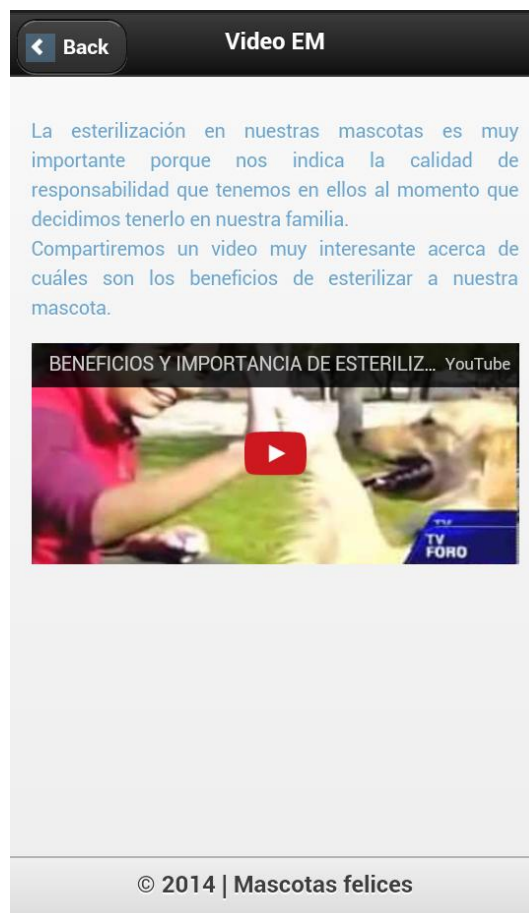 Back
Video EM
La esterilización en nuestras mascotas es muy
importante porque nos indica la calidad de
responsabilidad que tenemos en ellos al momento que
decidimos tenerlo en nuestra familia.
Compartiremos un video muy interesante acerca de
cuáles son los beneficios de esterilizar a nuestra
mascota.
BENEFICIOS Y IMPORTANCIA DE ESTERILIZ... YouTube
TV
TV
FORO
© 2014 | Mascotas felices